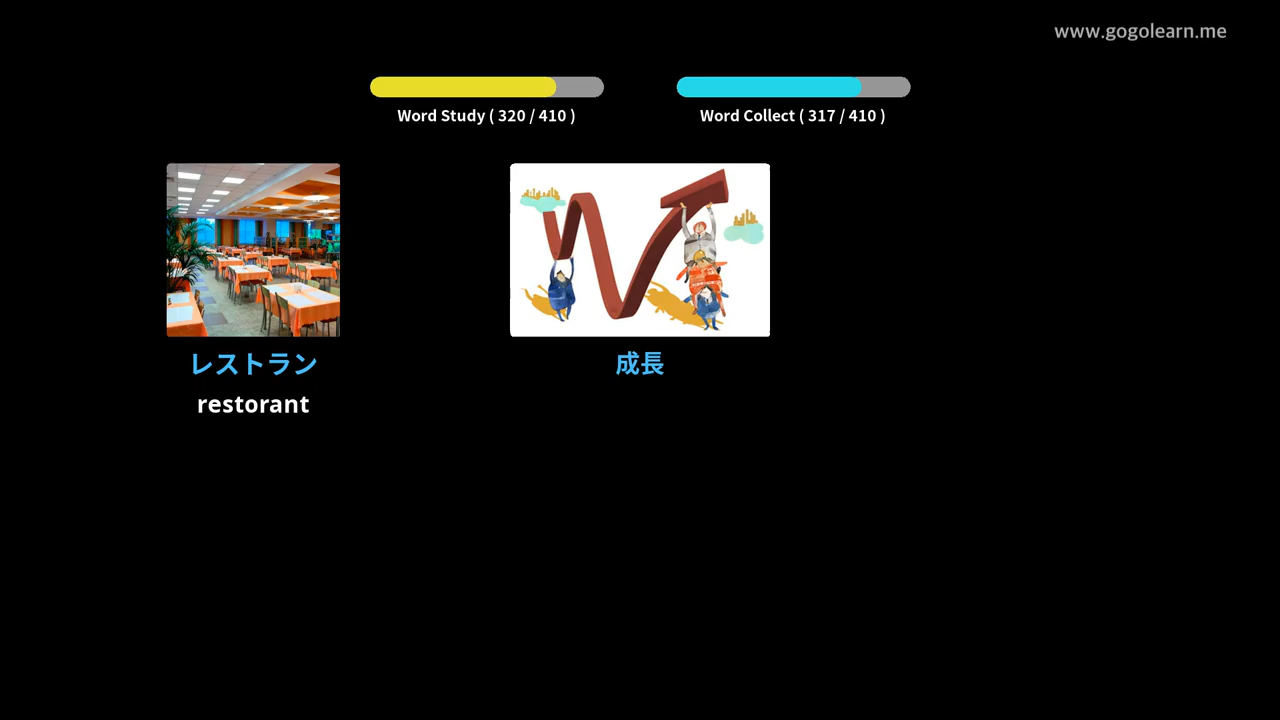 www.gogolearn.me
Word Study ( 320 / 410 )
Word Collect ( 317 / 410 )
レストラン
restorant
成長